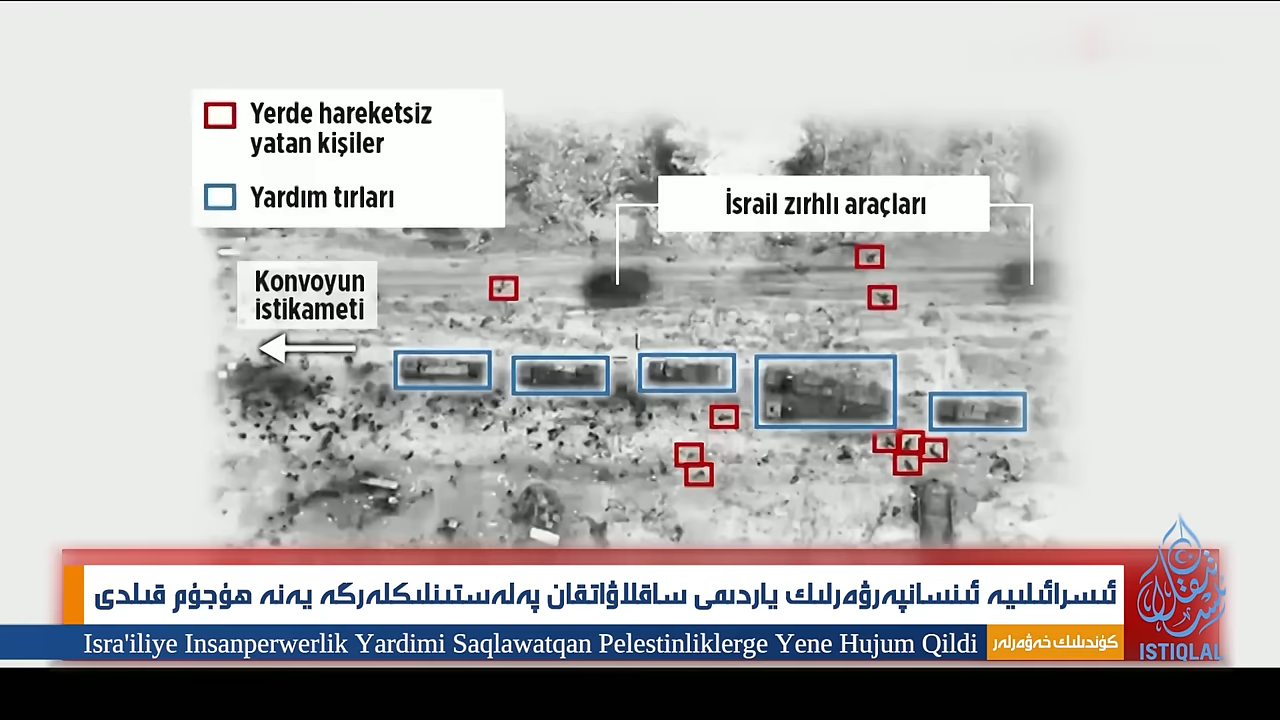 Yerde hareketsiz
yatan kişiler
Yardım tırları
İsrail zırhlı araçları
Konvoyun
istikameti
ئىسرائىلىيە ئىنسانپەرۋەرلىك ياردىمى ساقلاۋاتقان پەلەستىنلىكلەرگە يەنە ھۇجۇم قىلدى
Isra'iliye Insanperwerlik Yardimi Saqlawatqan Pelestinliklerge Yene Hujum Qildi
كۈندىلىك خەۋەرلەر
ISTIQLAL